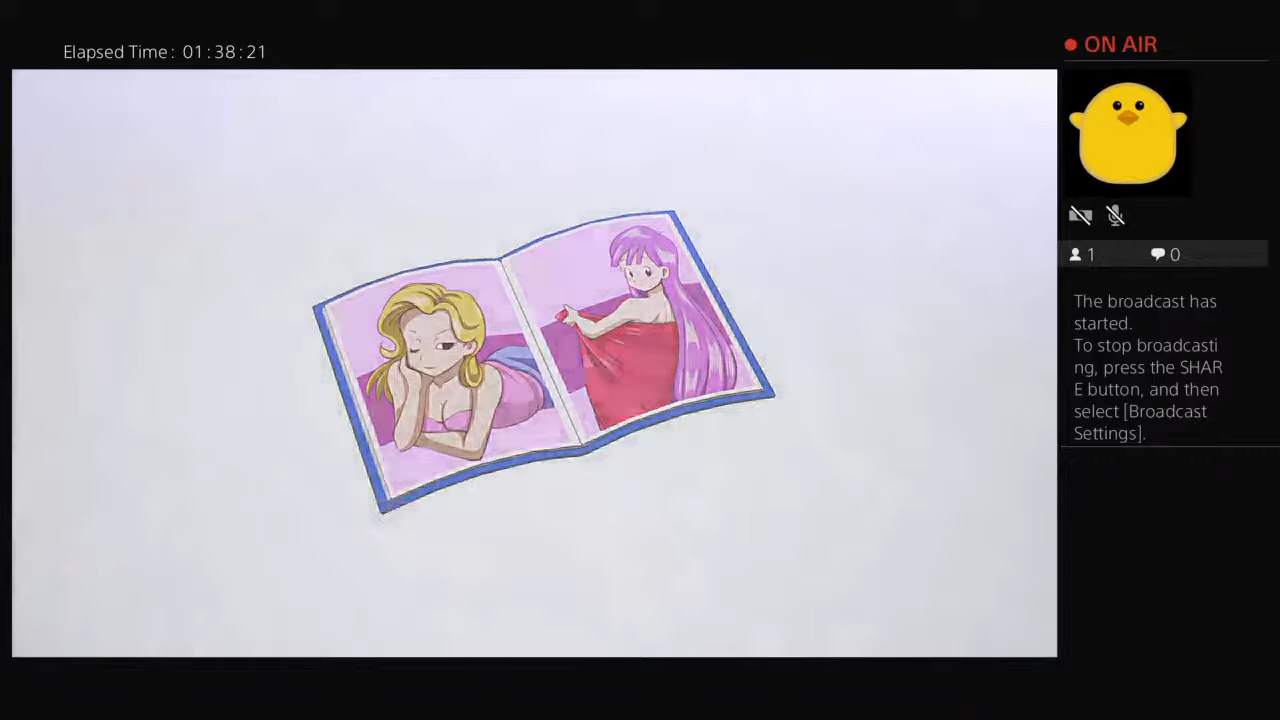 Elapsed Time: 01:38:21
ON AIR
1 0
The broadcast has
started.
To stop broadcasti
ng, press the SHAR
E button, and then
select [Broadcast
Settings].